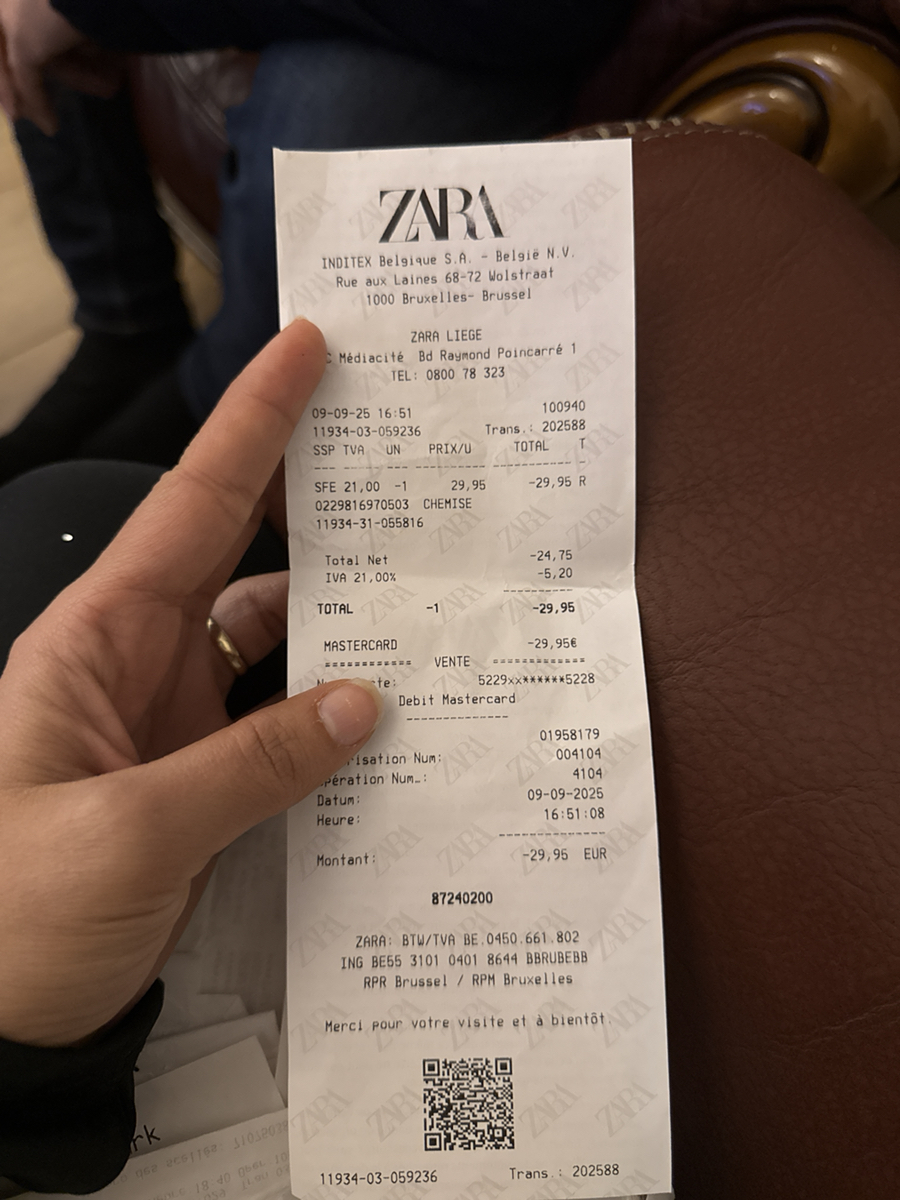 ZARA
INDITEX Belgique S.A. - België N.V.
Rue aux Laines 68-72 Wolstraat
1000 Bruxelles- Brussel
ZARA LIEGE
C Médiacité Bd Raymond Poincarré 1
TEL: 0800 78 323
09-09-25 16:51 100940
11934-03-059236 Trans.: 202588
SSP TVA UN PRIX/U TOTAL T
--- ----- --- -------- ----------- -
SFE 21,00 -1 29,95 -29,95 R
0229816970503 CHEMISE
11934-31-055816
Total Net -24,75
IVA 21,00% -5,20
----------
TOTAL -1 -29,95
MASTERCARD -29,95€
============ VENTE =============
5229xx******5228
Debit Mastercard
--------------
01958179
risation Num: 004104
pération Num.: 4104
Datum: 09-09-2025
Heure: 16:51:08
--------------
Montant: -29,95 EUR
87240200
ZARA: BTW/TVA BE.0450.661.802
ING BE55 3101 0401 8644 BBRUBEBB
RPR Brussel / RPM Bruxelles
Merci pour votre visite et à bientôt.
11934-03-059236 Trans.: 202588